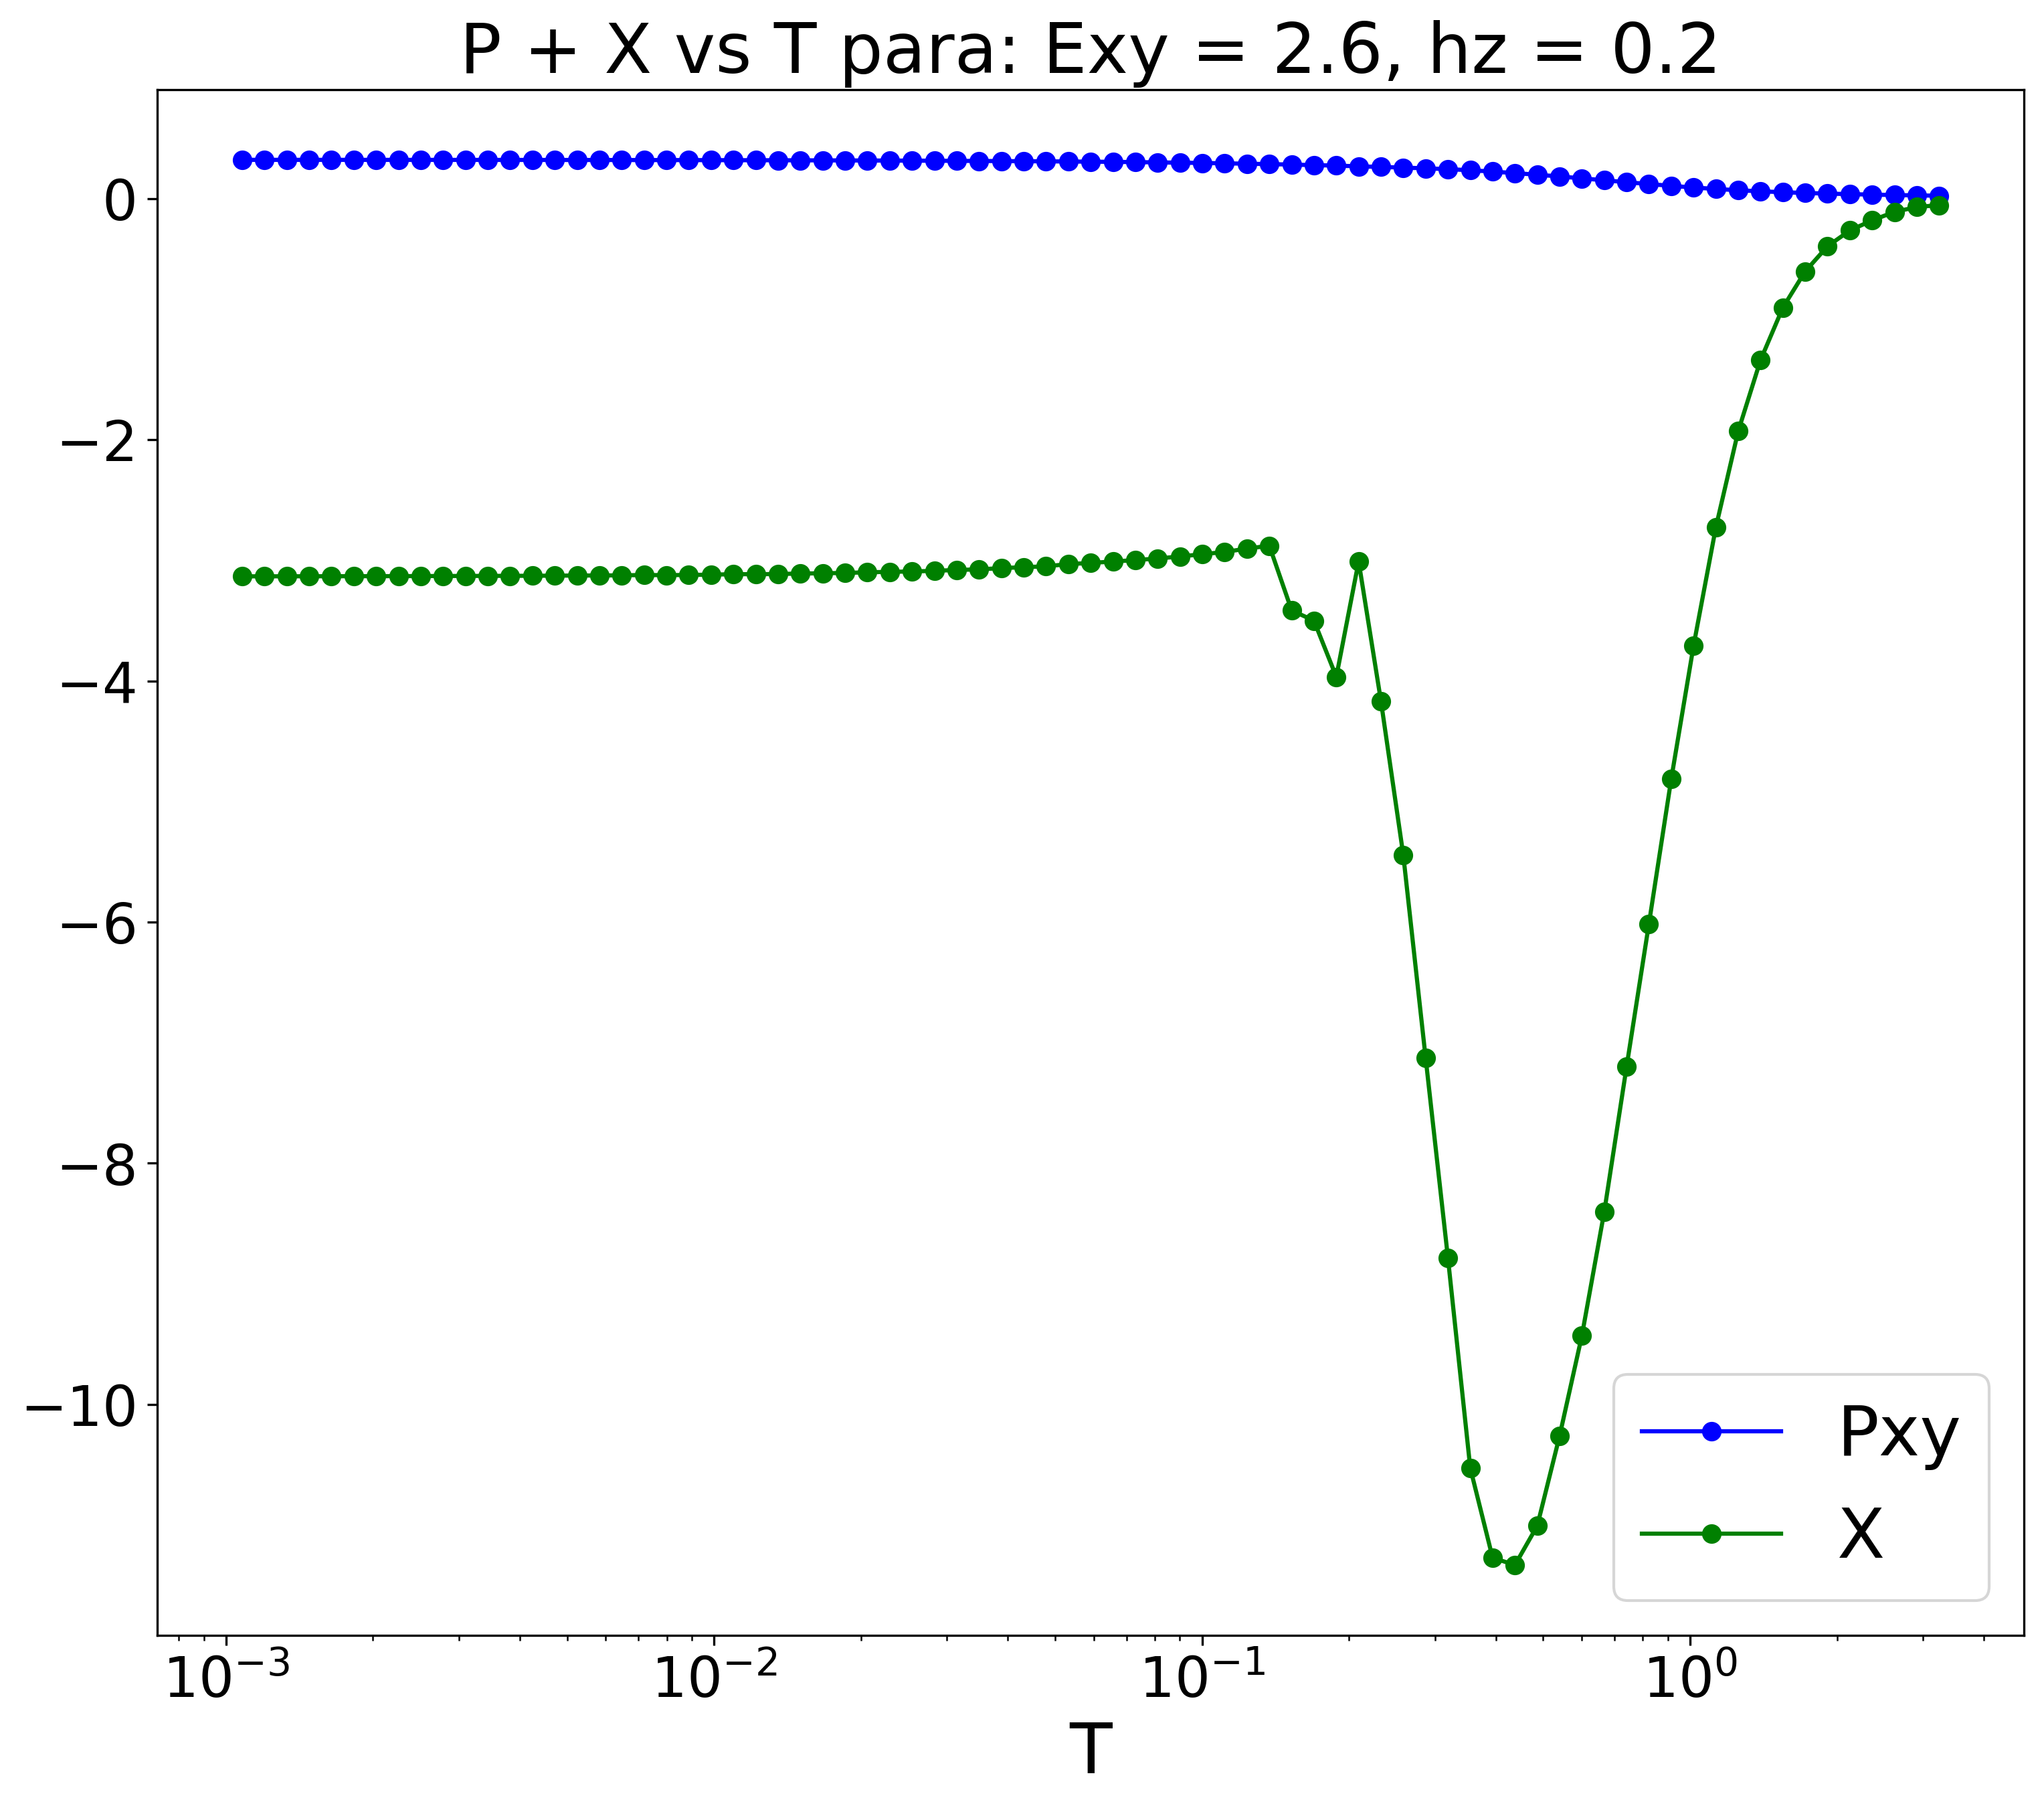 P + X vs T para: Exy = 2.6, hz = 0.2
0
−2
−4
−6
−8
−10
Pxy
X
10⁻³ 10⁻² 10⁻¹ 10⁰
T